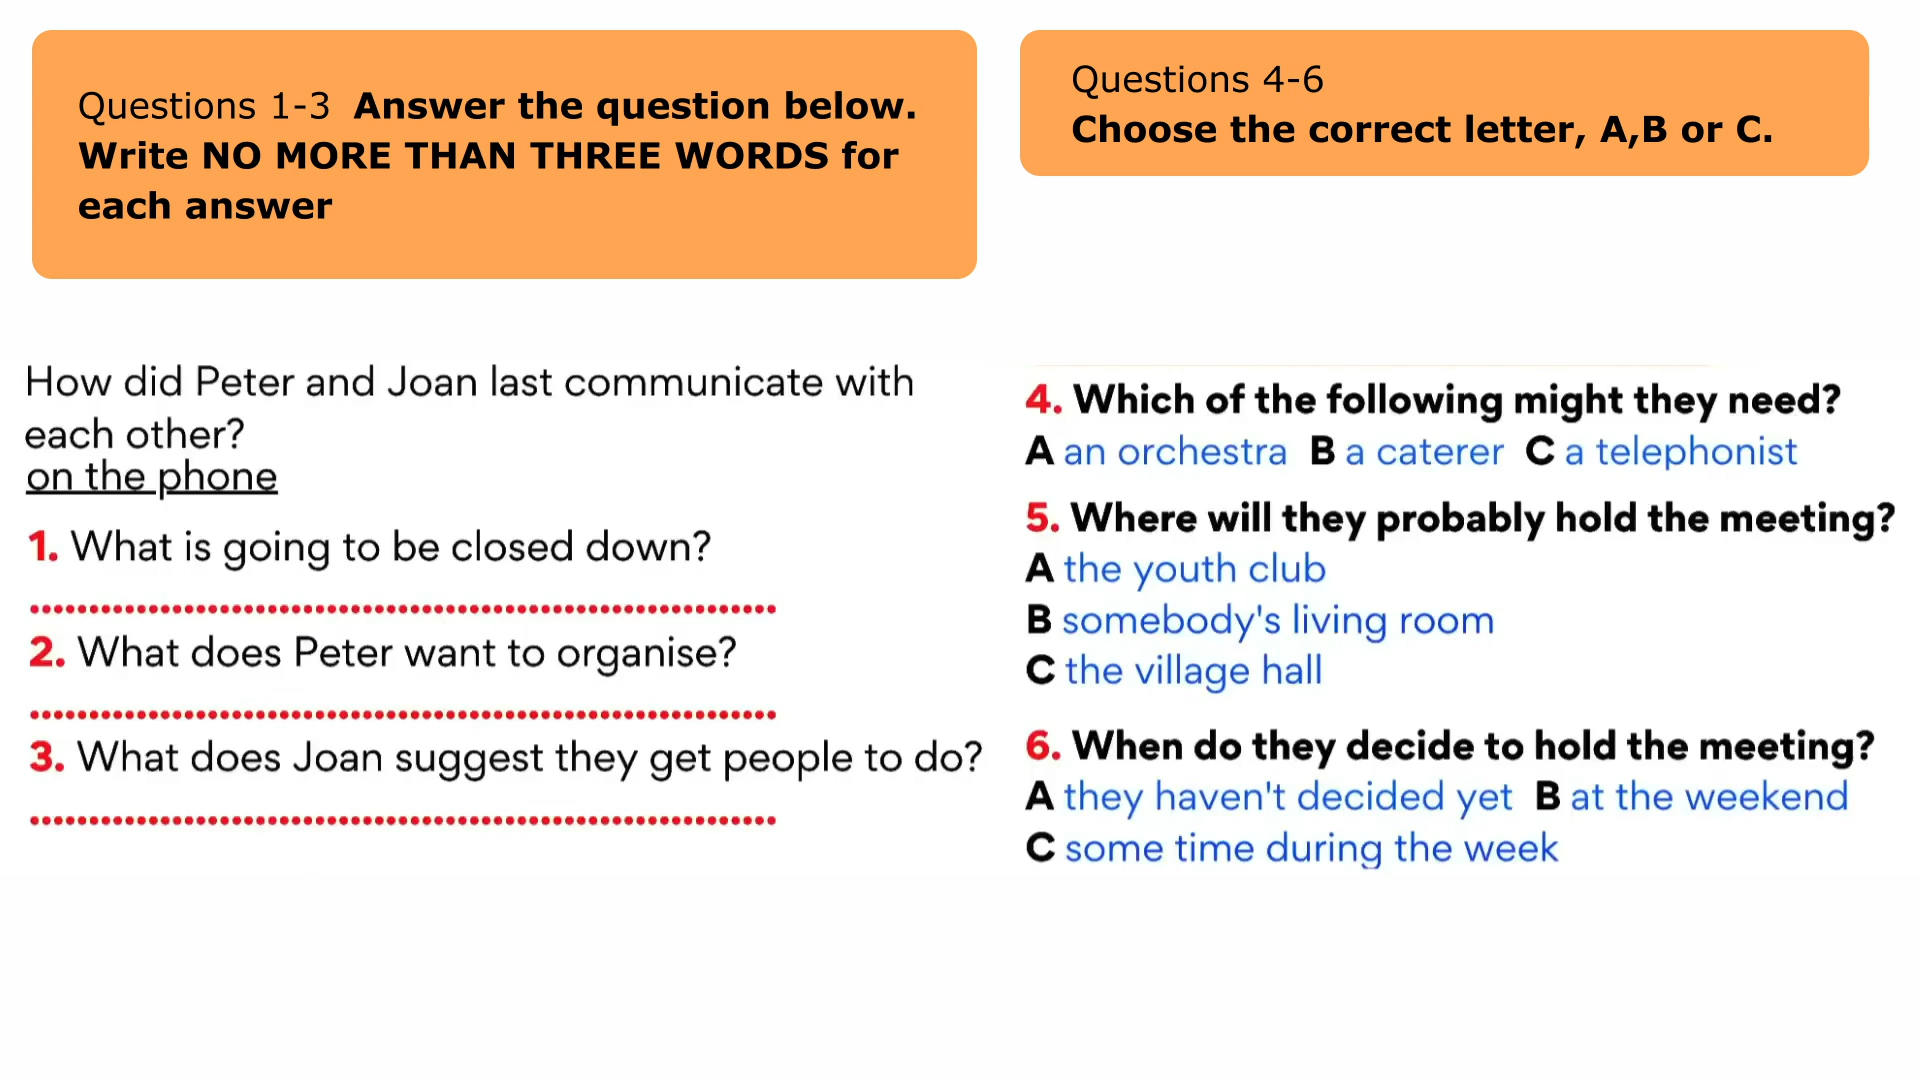 Questions 1-3  Answer the question below.
Write NO MORE THAN THREE WORDS for
each answer
How did Peter and Joan last communicate with
each other?
on the phone
1. What is going to be closed down?
2. What does Peter want to organise?
3. What does Joan suggest they get people to do?
Questions 4-6
Choose the correct letter, A,B or C.
4. Which of the following might they need?
A an orchestra  B a caterer  C a telephonist
5. Where will they probably hold the meeting?
A the youth club
B somebody's living room
C the village hall
6. When do they decide to hold the meeting?
A they haven't decided yet  B at the weekend
C some time during the week